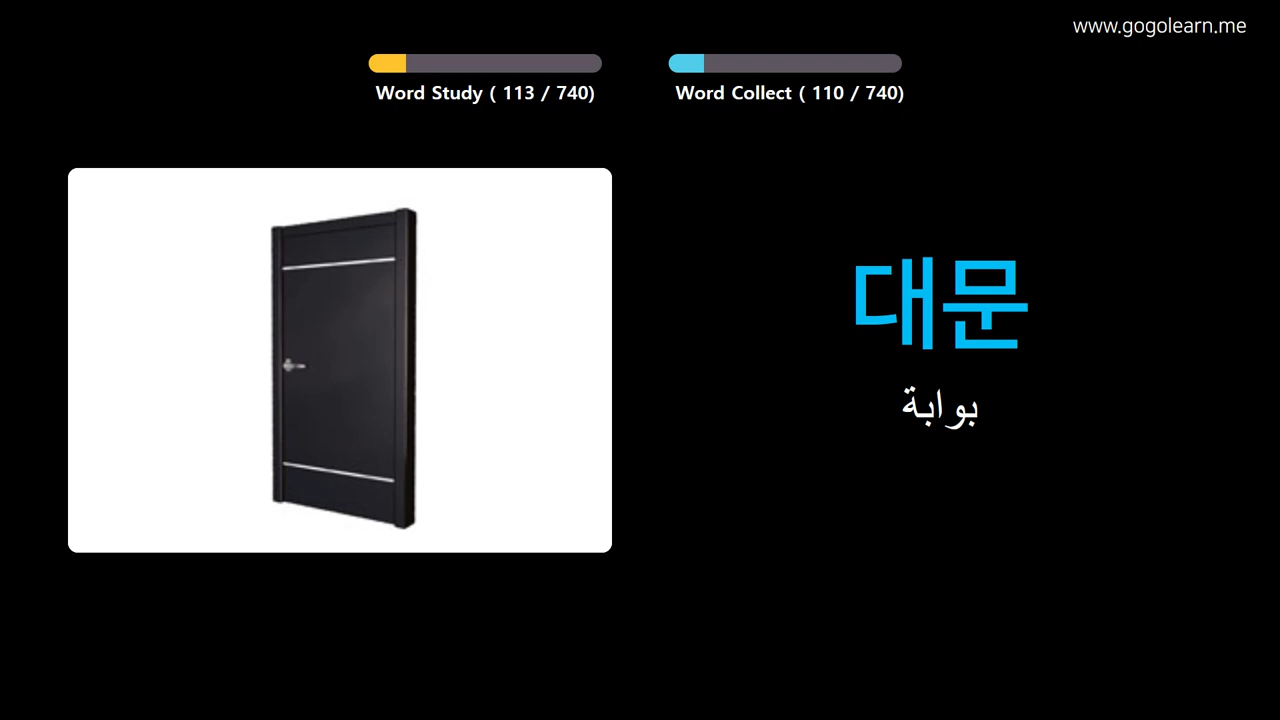 www.gogolearn.me
Word Study ( 113 / 740)
Word Collect ( 110 / 740)
대문
بوابة